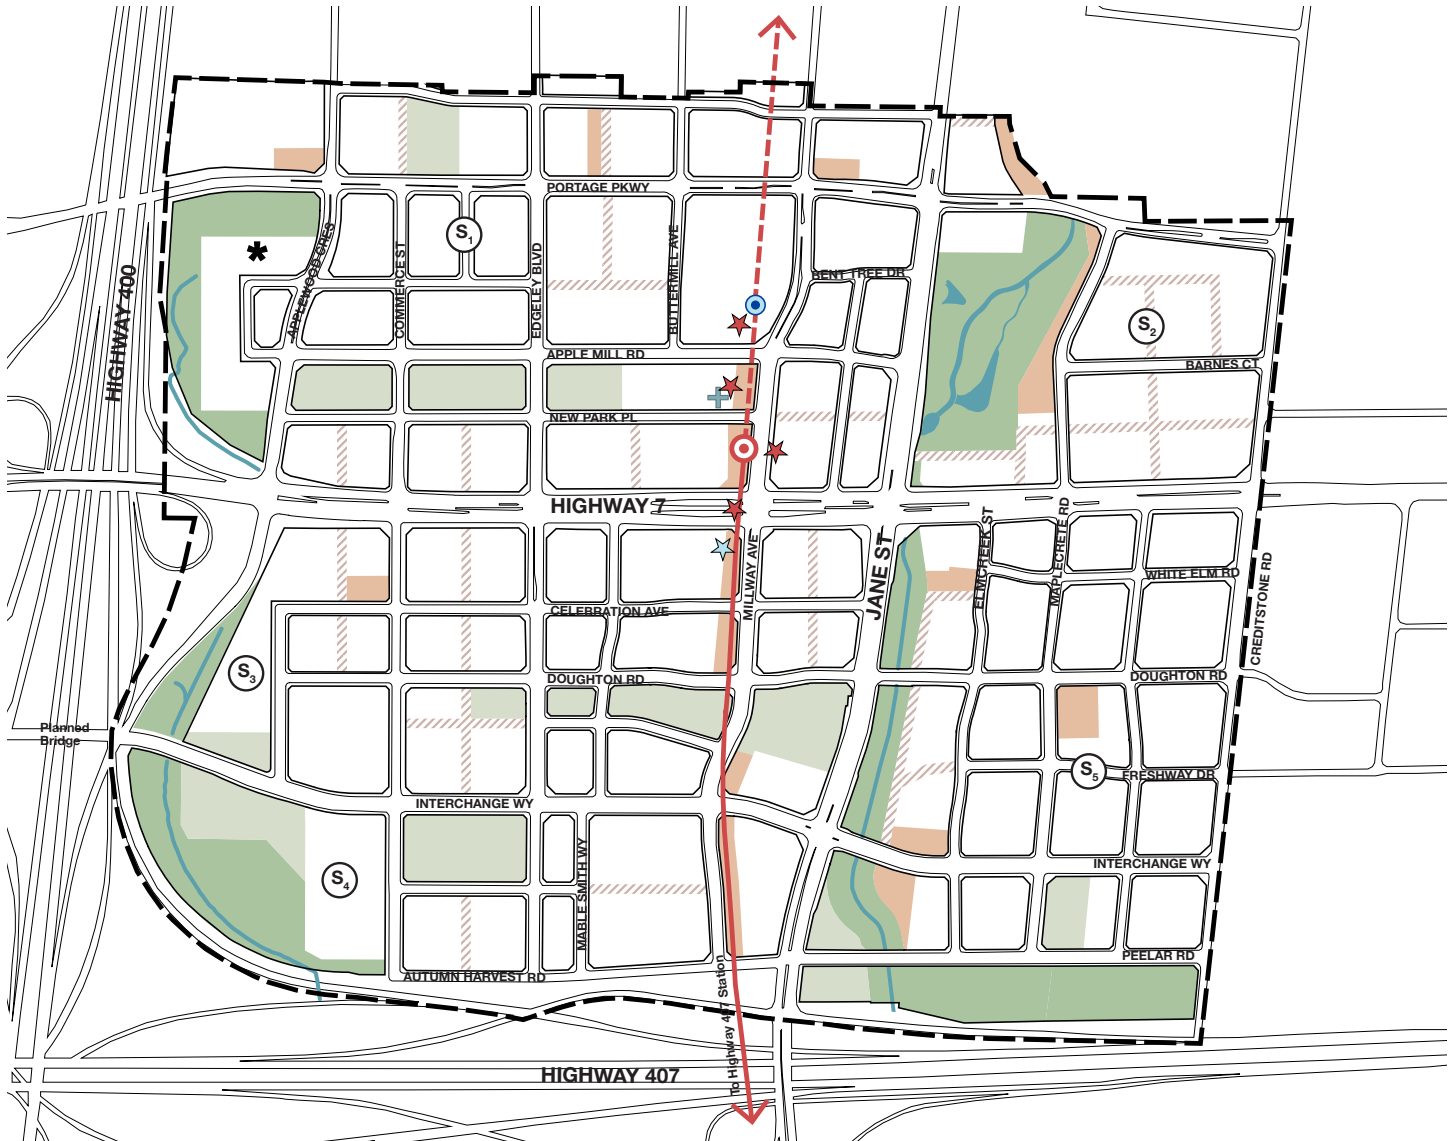 PORTAGE PKWY
S1
APPLEWOOD CRES
COMMERCE ST
EDGELEY BLVD
BUTTERMILL AVE
BENT TREE DR
*
HIGHWAY 400
S2
APPLE MILL RD
BARNES CT
NEW PARK PL
HIGHWAY 7
MILLWAY AVE
JANE ST
ELMCREEK ST
MAPLECRETE RD
WHITE ELM RD
CREDITSTONE RD
CELEBRATION AVE
S3
DOUGHTON RD
DOUGHTON RD
Planned
Bridge
S5
FRESHWAY DR
INTERCHANGE WY
INTERCHANGE WY
S4
MABLE SMITH WY
PEELAR RD
AUTUMN HARVEST RD
To Highway 407 Station
HIGHWAY 407